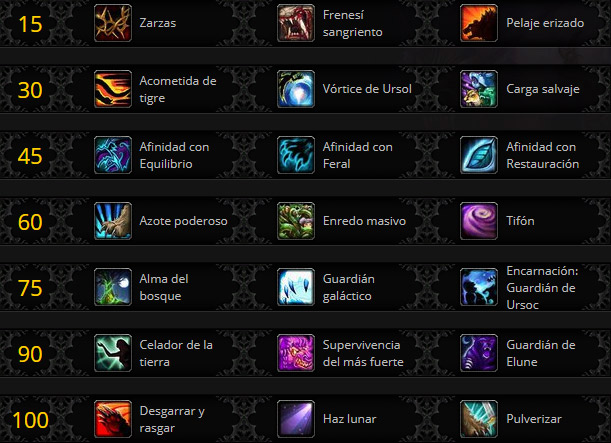 15 Zarzas Frenesí Pelaje erizado
sangriento
30 Acometida de Vórtice de Ursol Carga salvaje
tigre
45 Afinidad con Afinidad con Afinidad con
Equilibrio Feral Restauración
60 Azote poderoso Enredo masivo Tifón
75 Alma del Guardián Encarnación:
bosque galáctico Guardián de
Ursoc
90 Celador de la Supervivencia Guardián de
tierra del más fuerte Elune
100 Desgarrar y Haz lunar Pulverizar
rasgar